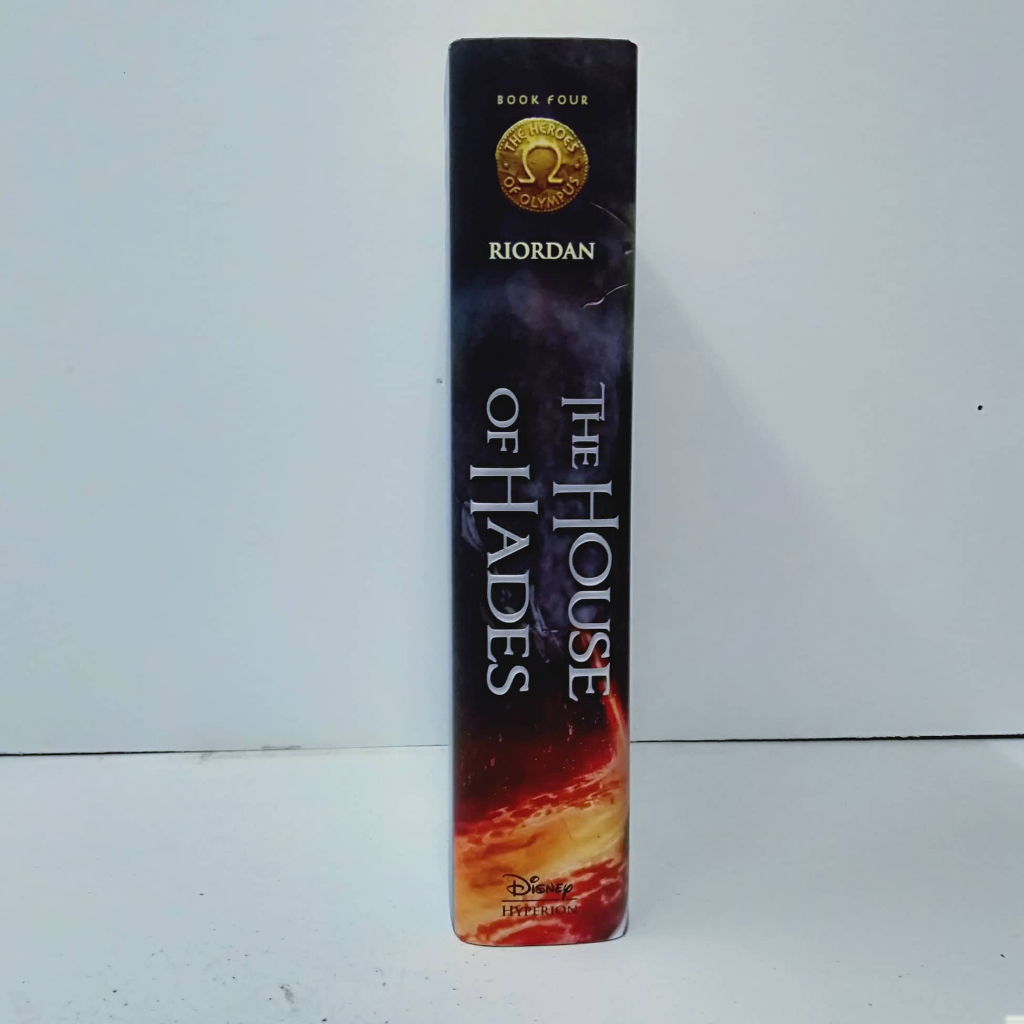 BOOK FOUR
THE HEROES
Ω
OF OLYMPUS
RIORDAN
THE HOUSE
OF HADES
DISNEY
HYPERION